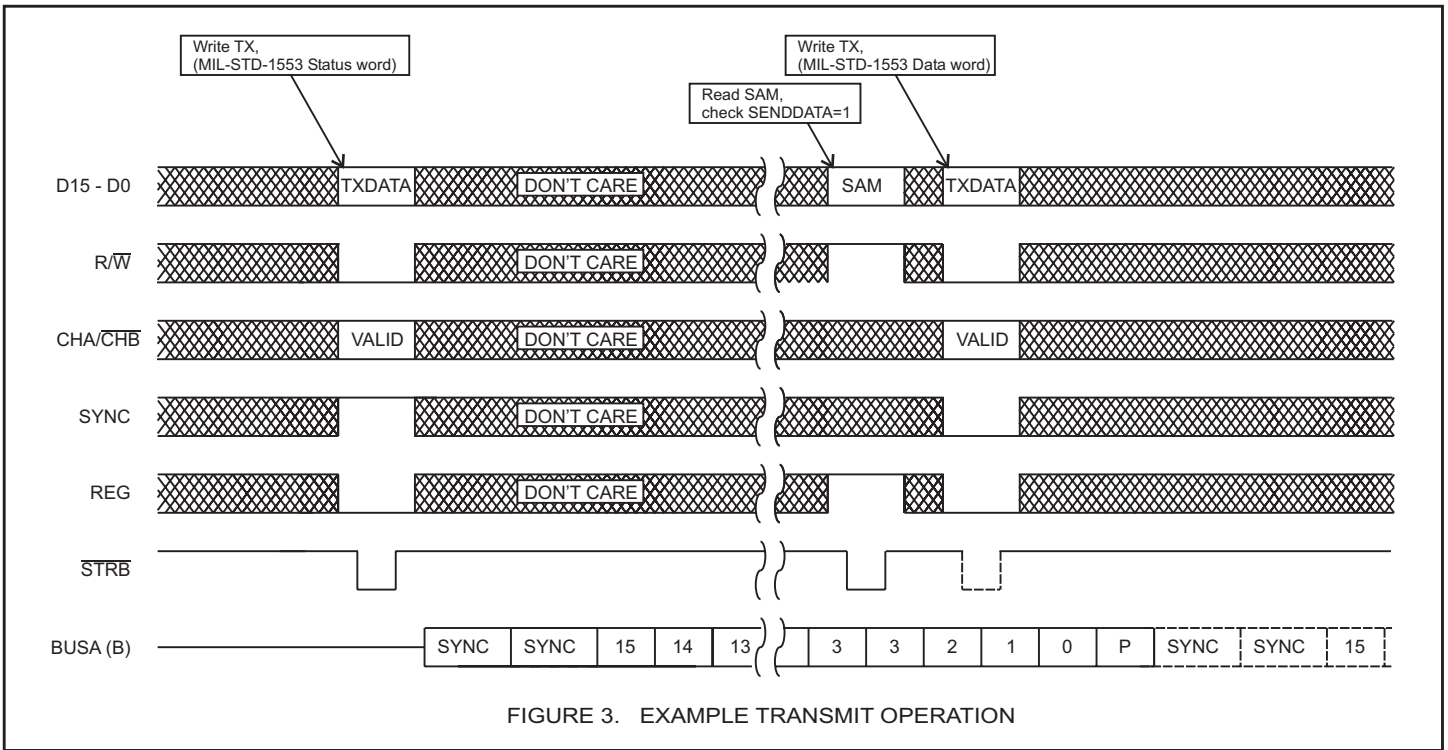 Write TX,
(MIL-STD-1553 Status word)
Write TX,
(MIL-STD-1553 Data word)
Read SAM,
check SENDDATA=1
D15 - D0 TXDATA DON'T CARE SAM TXDATA
R/W̅ DON'T CARE
CHA/C̅H̅B̅ VALID DON'T CARE VALID
SYNC DON'T CARE
REG DON'T CARE
S̅T̅R̅B̅
BUSA (B) SYNC SYNC 15 14 13 3 3 2 1 0 P SYNC SYNC 15
FIGURE 3. EXAMPLE TRANSMIT OPERATION